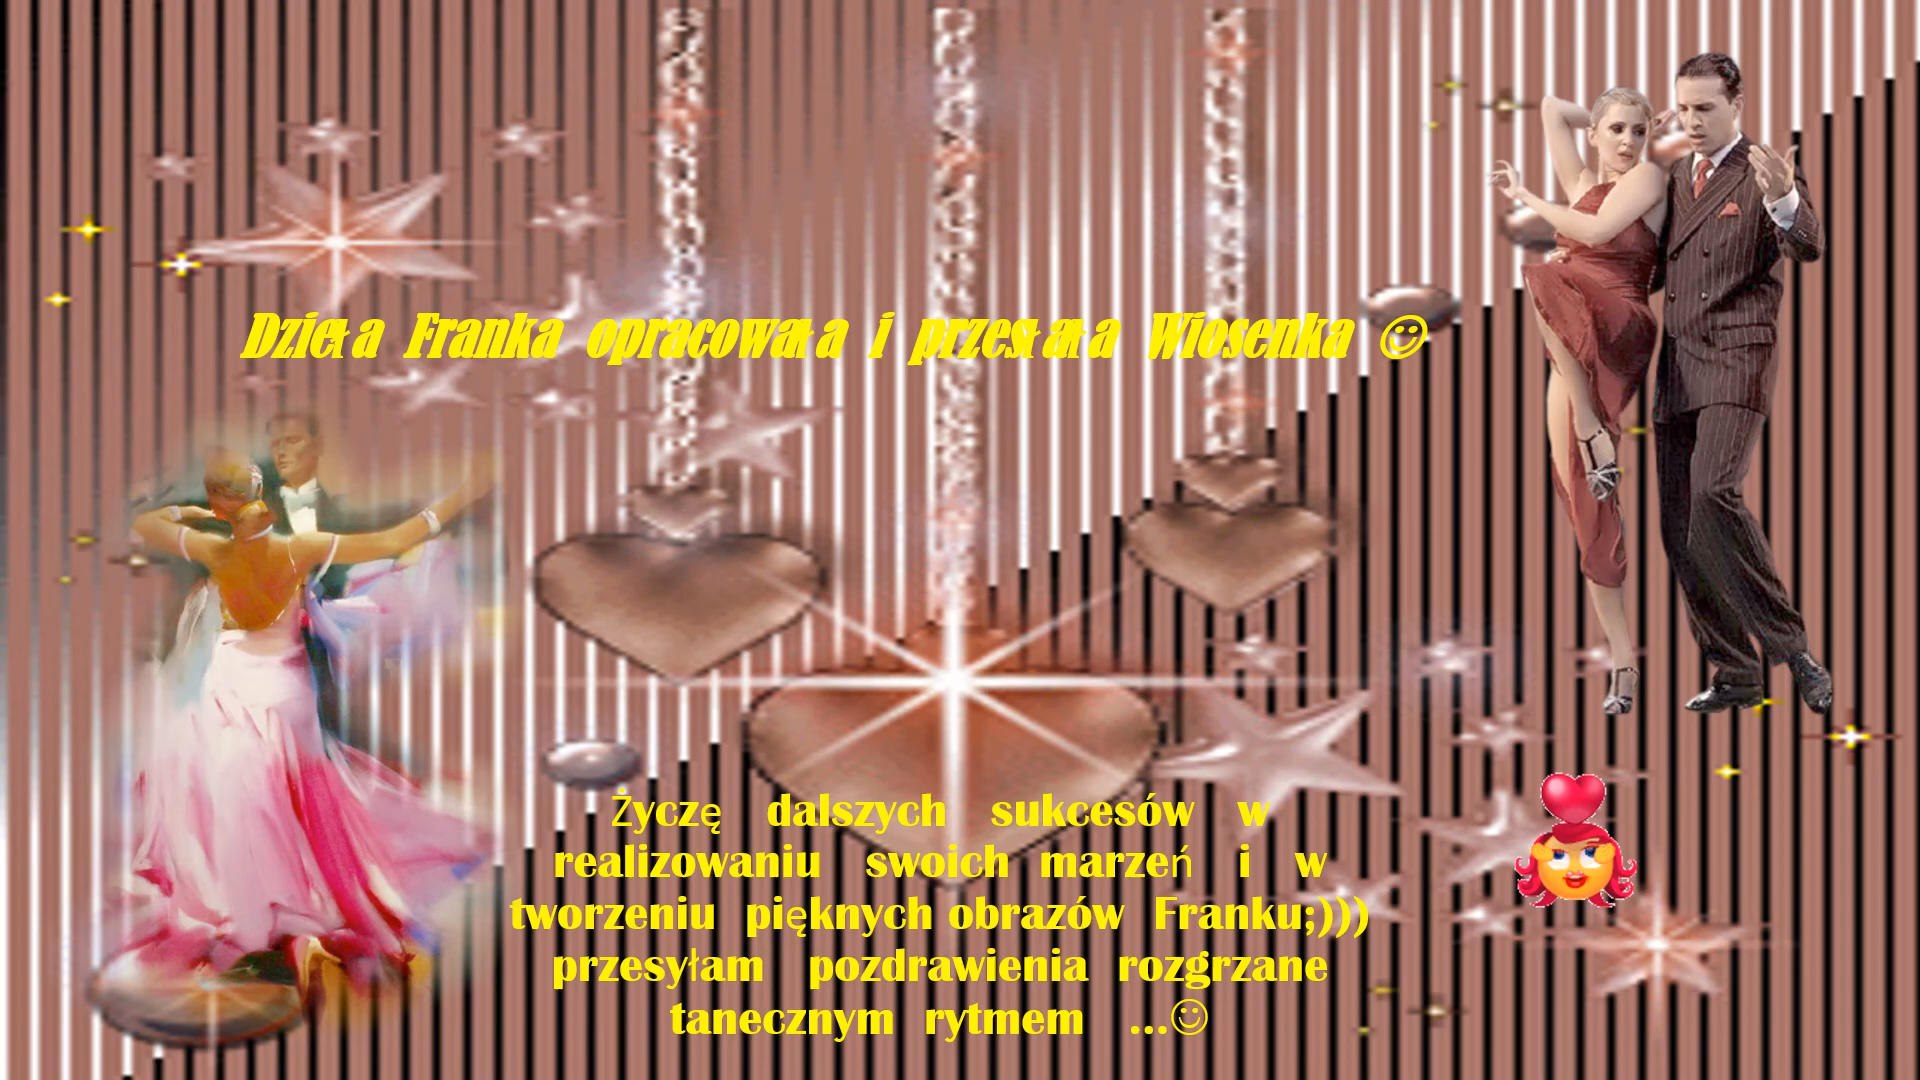 Dzieła Franka opracowała i przesłała Wiosenka ☺
Życzę dalszych sukcesów w
realizowaniu swoich marzeń i w
tworzeniu pięknych obrazów Franku;)))
przesyłam pozdrawienia rozgrzane
tanecznym rytmem ...☺